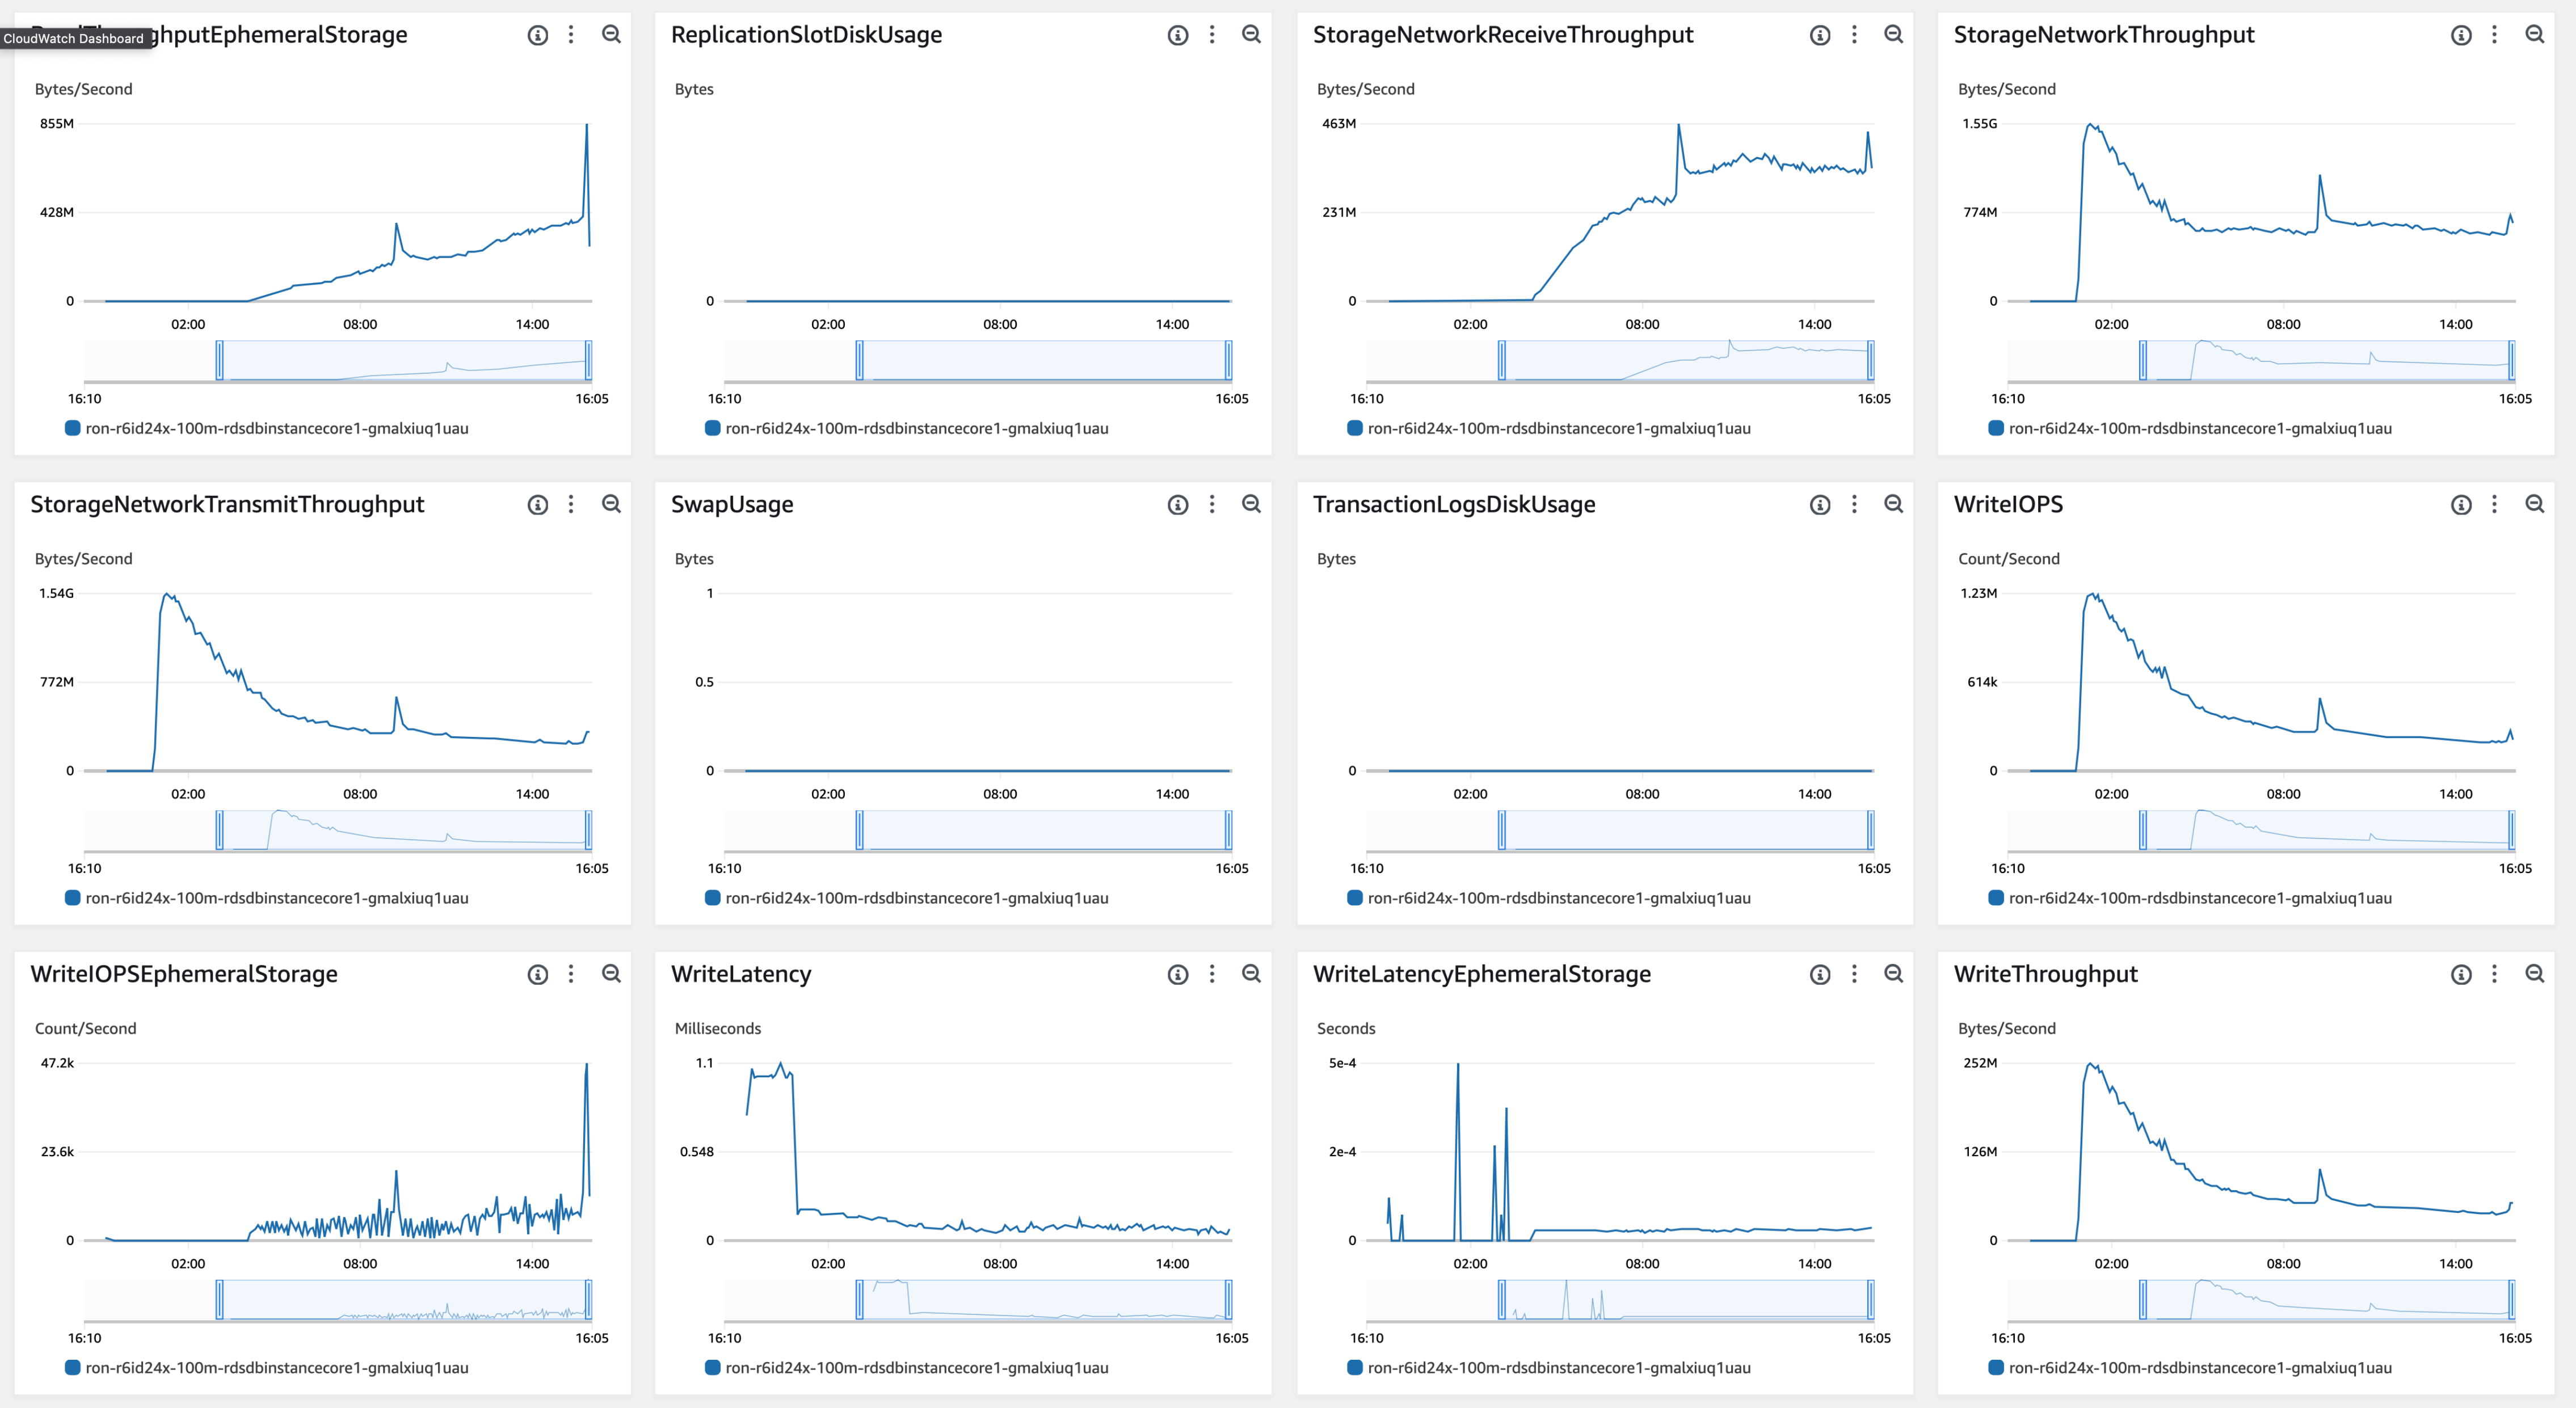 CloudWatch Dashboard
ghputEphemeralStorage
Bytes/Second
855M
428M
0
02:00 08:00 14:00
16:10 16:05
ron-r6id24x-100m-rdsdbinstancecore1-gmalxiuq1uau
ReplicationSlotDiskUsage
Bytes
0
02:00 08:00 14:00
16:10 16:05
ron-r6id24x-100m-rdsdbinstancecore1-gmalxiuq1uau
StorageNetworkReceiveThroughput
Bytes/Second
463M
231M
0
02:00 08:00 14:00
16:10 16:05
ron-r6id24x-100m-rdsdbinstancecore1-gmalxiuq1uau
StorageNetworkThroughput
Bytes/Second
1.55G
774M
0
02:00 08:00 14:00
16:10 16:05
ron-r6id24x-100m-rdsdbinstancecore1-gmalxiuq1uau
StorageNetworkTransmitThroughput
Bytes/Second
1.54G
772M
0
02:00 08:00 14:00
16:10 16:05
ron-r6id24x-100m-rdsdbinstancecore1-gmalxiuq1uau
SwapUsage
Bytes
1
0.5
0
02:00 08:00 14:00
16:10 16:05
ron-r6id24x-100m-rdsdbinstancecore1-gmalxiuq1uau
TransactionLogsDiskUsage
Bytes
0
02:00 08:00 14:00
16:10 16:05
ron-r6id24x-100m-rdsdbinstancecore1-gmalxiuq1uau
WriteIOPS
Count/Second
1.23M
614k
0
02:00 08:00 14:00
16:10 16:05
ron-r6id24x-100m-rdsdbinstancecore1-gmalxiuq1uau
WriteIOPSEphemeralStorage
Count/Second
47.2k
23.6k
0
02:00 08:00 14:00
16:10 16:05
ron-r6id24x-100m-rdsdbinstancecore1-gmalxiuq1uau
WriteLatency
Milliseconds
1.1
0.548
0
02:00 08:00 14:00
16:10 16:05
ron-r6id24x-100m-rdsdbinstancecore1-gmalxiuq1uau
WriteLatencyEphemeralStorage
Seconds
5e-4
2e-4
0
02:00 08:00 14:00
16:10 16:05
ron-r6id24x-100m-rdsdbinstancecore1-gmalxiuq1uau
WriteThroughput
Bytes/Second
252M
126M
0
02:00 08:00 14:00
16:10 16:05
ron-r6id24x-100m-rdsdbinstancecore1-gmalxiuq1uau